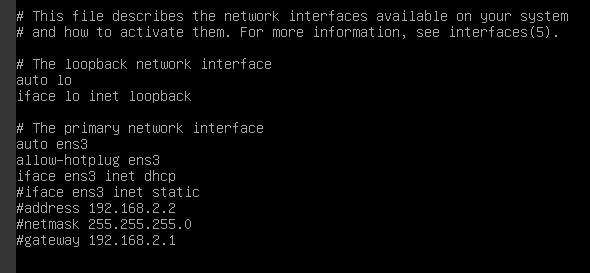 # This file describes the network interfaces available on your system
# and how to activate them. For more information, see interfaces(5).
# The loopback network interface
auto lo
iface lo inet loopback
# The primary network interface
auto ens3
allow-hotplug ens3
iface ens3 inet dhcp
#iface ens3 inet static
#address 192.168.2.2
#netmask 255.255.255.0
#gateway 192.168.2.1